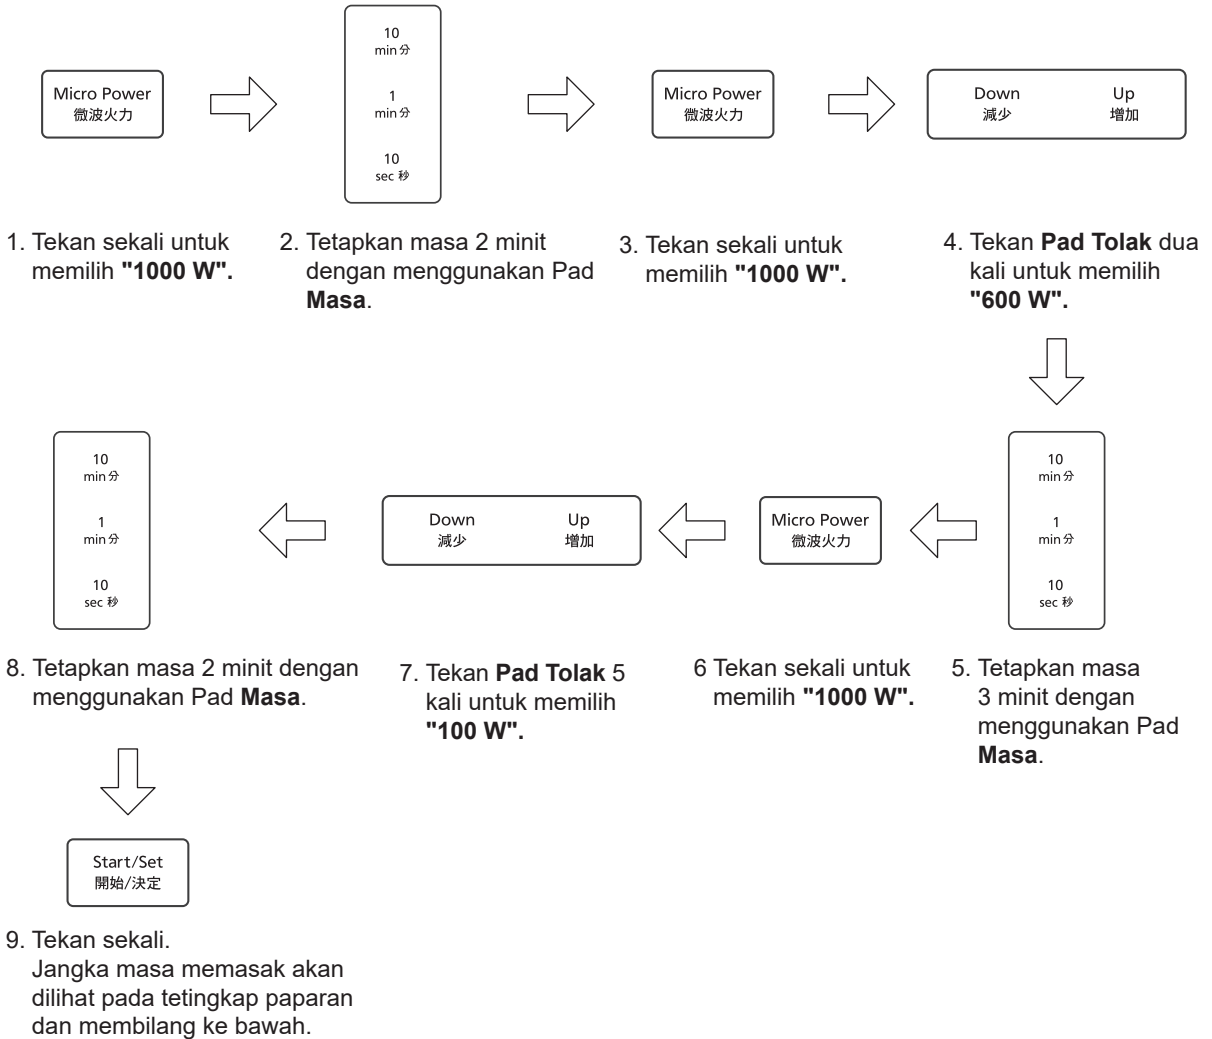 Micro Power
微波火力
10
min 分
1
min 分
10
sec 秒
Micro Power
微波火力
Down
減少
Up
增加
1. Tekan sekali untuk
memilih "1000 W".
2. Tetapkan masa 2 minit
dengan menggunakan Pad
Masa.
3. Tekan sekali untuk
memilih "1000 W".
4. Tekan Pad Tolak dua
kali untuk memilih
"600 W".
10
min 分
1
min 分
10
sec 秒
Micro Power
微波火力
Down
減少
Up
增加
10
min 分
1
min 分
10
sec 秒
5. Tetapkan masa
3 minit dengan
menggunakan Pad
Masa.
6 Tekan sekali untuk
memilih "1000 W".
7. Tekan Pad Tolak 5
kali untuk memilih
"100 W".
8. Tetapkan masa 2 minit dengan
menggunakan Pad Masa.
Start/Set
開始/決定
9. Tekan sekali.
Jangka masa memasak akan
dilihat pada tetingkap paparan
dan membilang ke bawah.